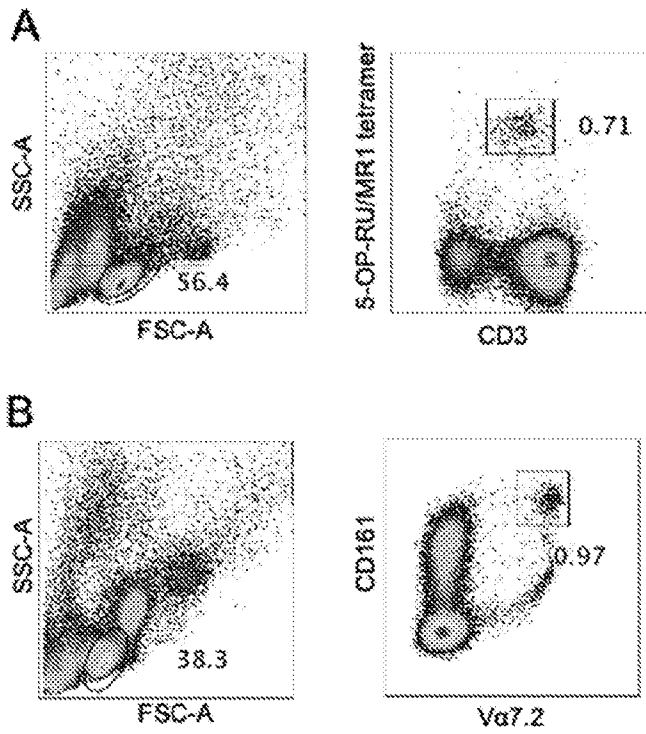 A
SSC-A
56.4
FSC-A
5-OP-RU/MR1 tetramer
0.71
CD3
B
SSC-A
38.3
FSC-A
CD161
0.97
Vα7.2